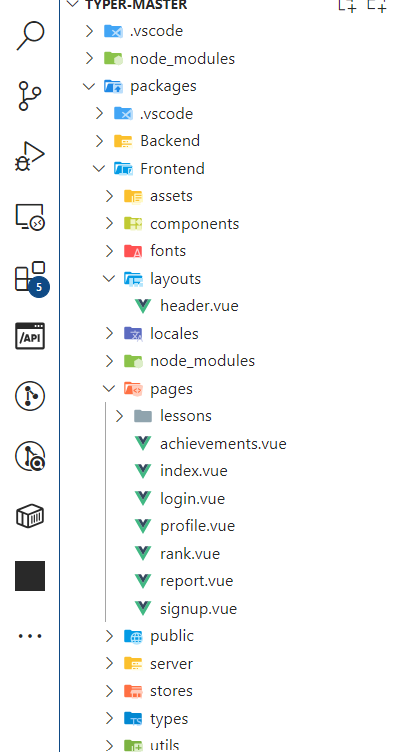 TYPER-MASTER
.vscode
node_modules
packages
.vscode
Backend
Frontend
assets
components
fonts
layouts
header.vue
locales
node_modules
pages
lessons
achievements.vue
index.vue
login.vue
profile.vue
rank.vue
report.vue
signup.vue
public
server
stores
types
utils
5
/API